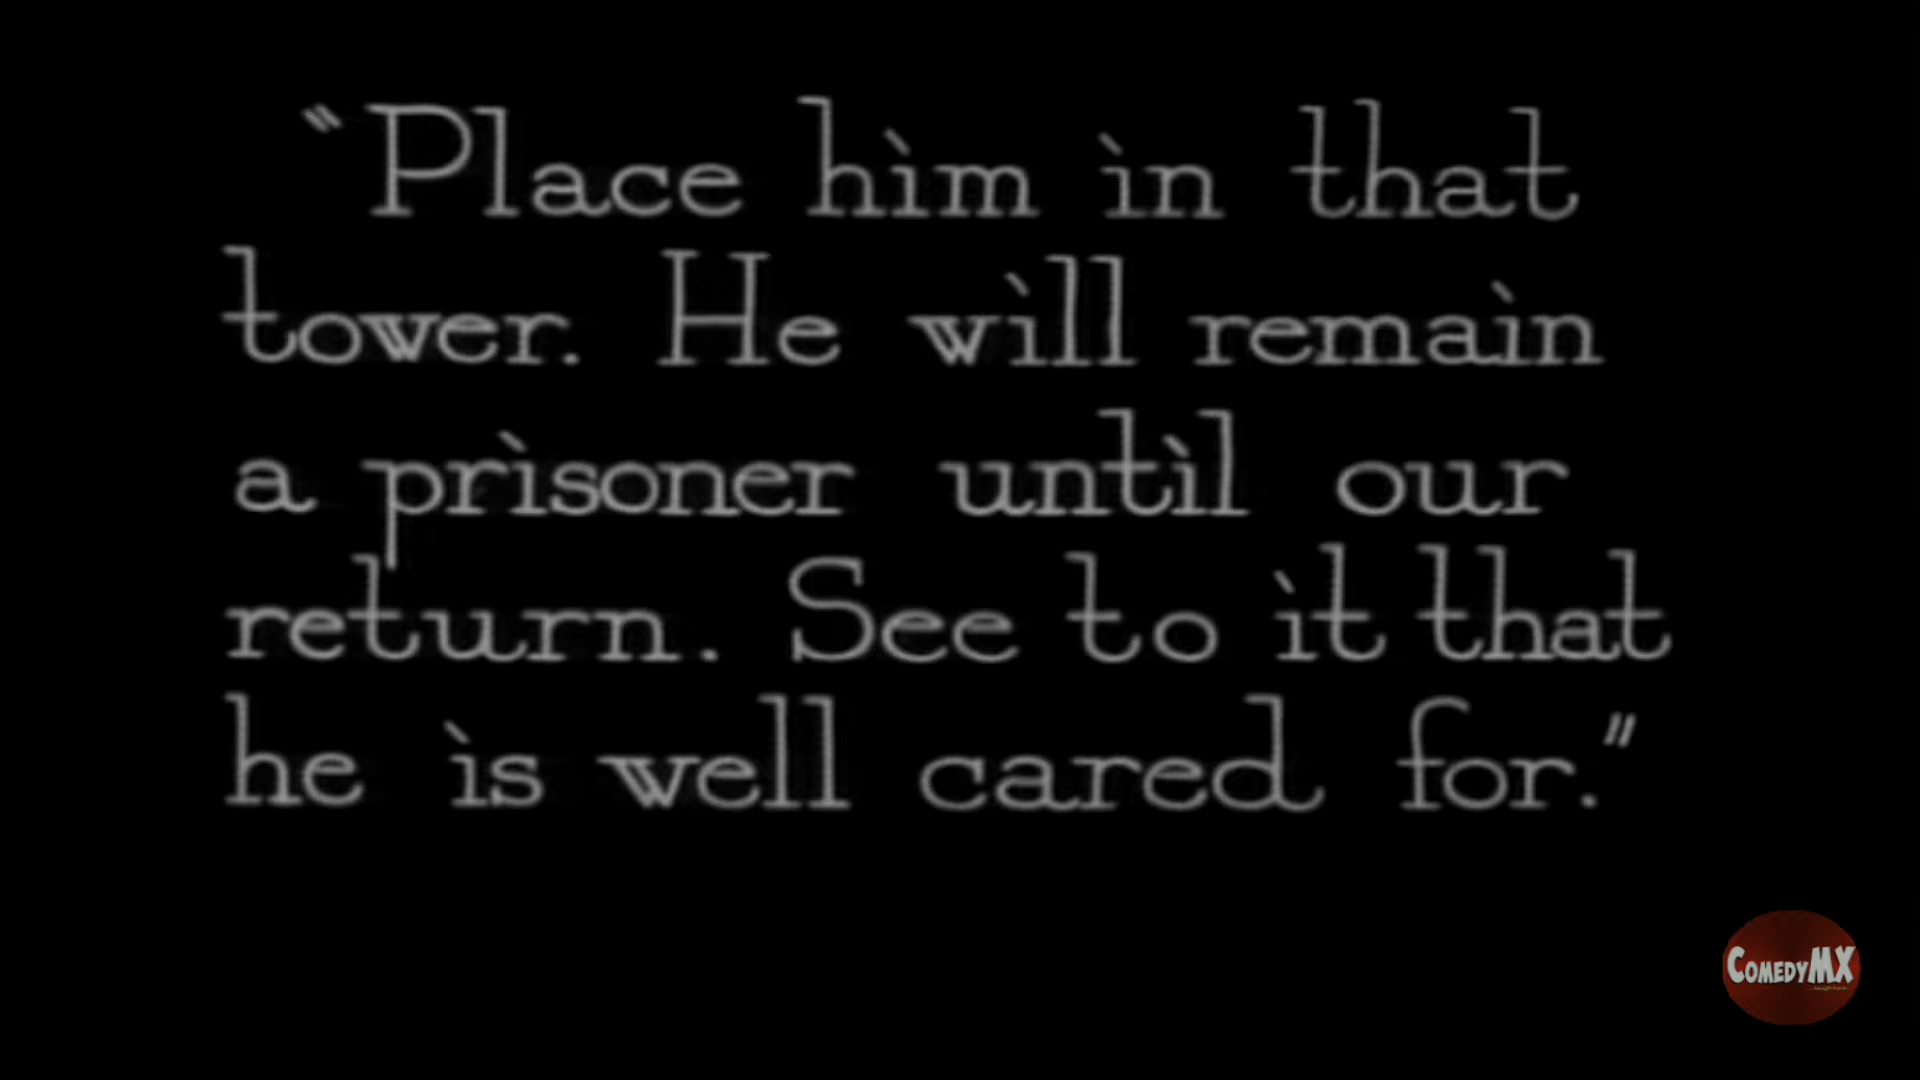 “Place him in that
tower. He will remain
a prisoner until our
return. See to it that
he is well cared for.”
COMEDYMX